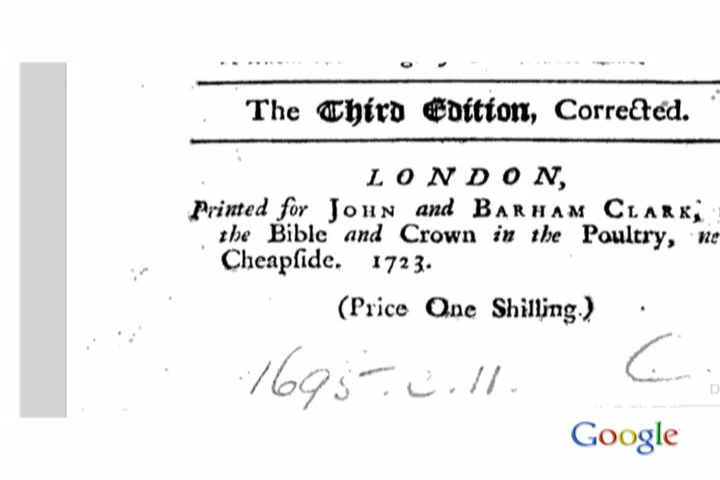 The Third Edition, Corrected.
LONDON,
Printed for JOHN and BARHAM CLARK,
the Bible and Crown in the Poultry,
Cheapſide. 1723.
(Price One Shilling.)
1695. c. 11.
C.
Google